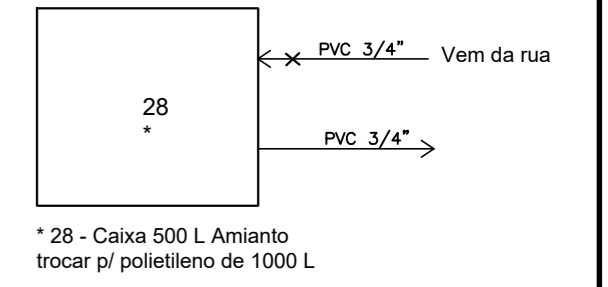 PVC 3/4" Vem da rua
28
*
PVC 3/4"
* 28 - Caixa 500 L Amianto
trocar p/ polietileno de 1000 L